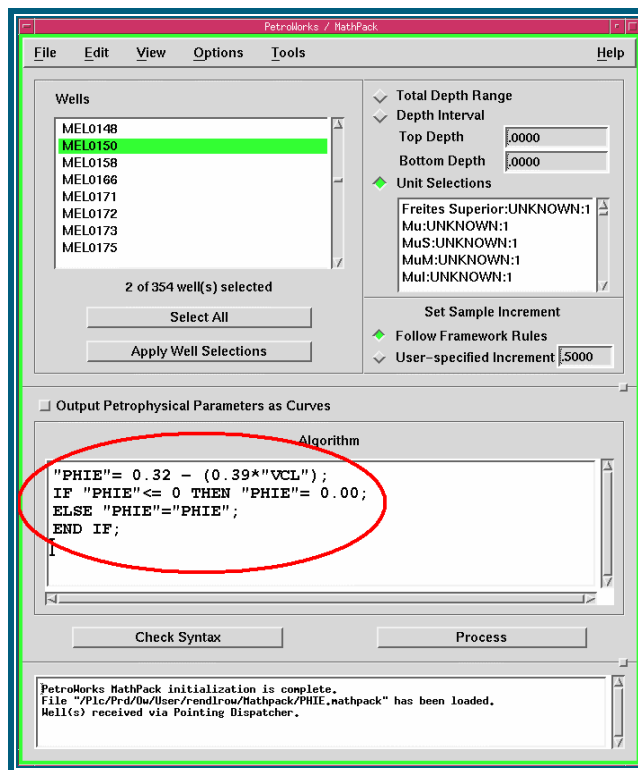 PetroWorks / MathPack
File Edit View Options Tools Help
Wells
MEL0148
MEL0150
MEL0158
MEL0166
MEL0171
MEL0172
MEL0173
MEL0175
2 of 354 well(s) selected
Select All
Apply Well Selections
Total Depth Range
Depth Interval
Top Depth .0000
Bottom Depth .0000
Unit Selections
Freites Superior:UNKNOWN:1
Mu:UNKNOWN:1
MuS:UNKNOWN:1
MuM:UNKNOWN:1
MuI:UNKNOWN:1
Set Sample Increment
Follow Framework Rules
User-specified Increment .5000
Output Petrophysical Parameters as Curves
Algorithm
"PHIE"= 0.32 - (0.39*"VCL");
IF "PHIE"<= 0 THEN "PHIE"= 0.00;
ELSE "PHIE"="PHIE";
END IF;
Check Syntax Process
PetroWorks MathPack initialization is complete.
File "/Plc/Prd/Ow/User/rendlrow/Mathpack/PHIE.mathpack" has been loaded.
Well(s) received via Pointing Dispatcher.